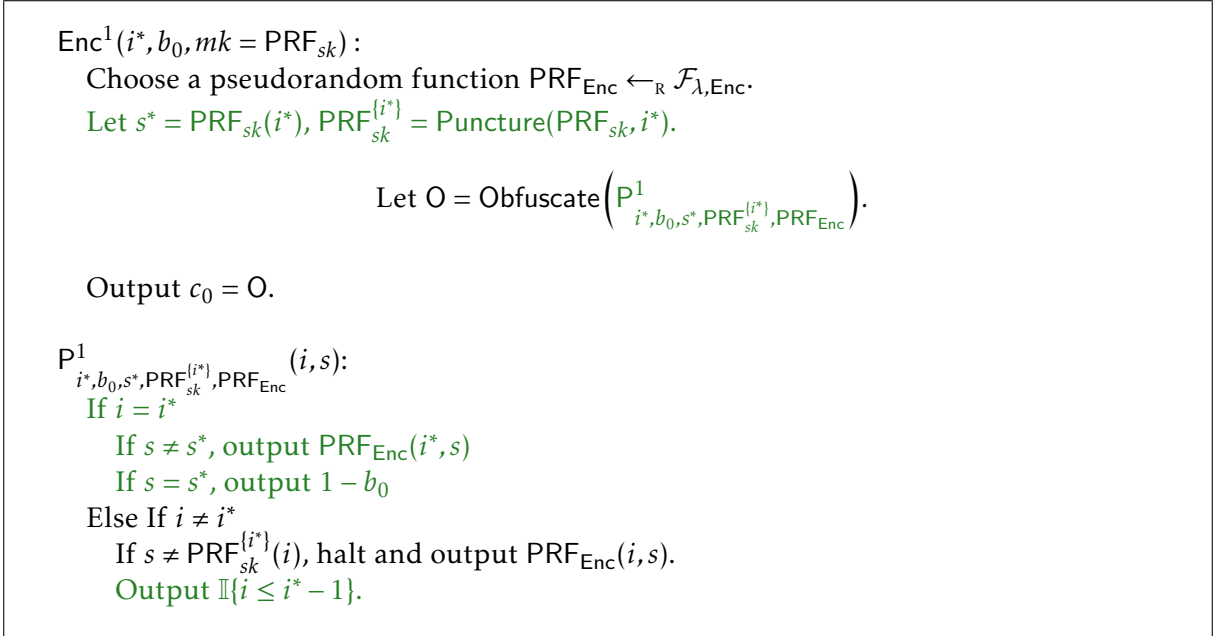 Enc¹(i*, b₀, mk = PRF_sk) :
Choose a pseudorandom function PRF_Enc ←_R ℱ_λ,Enc.
Let s* = PRF_sk(i*), PRF_sk^{i*} = Puncture(PRF_sk, i*).
Let O = Obfuscate(P¹_i*,b₀,s*,PRF_sk^{i*},PRF_Enc).
Output c₀ = O.
P¹_i*,b₀,s*,PRF_sk^{i*},PRF_Enc(i, s):
If i = i*
If s ≠ s*, output PRF_Enc(i*, s)
If s = s*, output 1 − b₀
Else If i ≠ i*
If s ≠ PRF_sk^{i*}(i), halt and output PRF_Enc(i, s).
Output 𝕀{i ≤ i* − 1}.